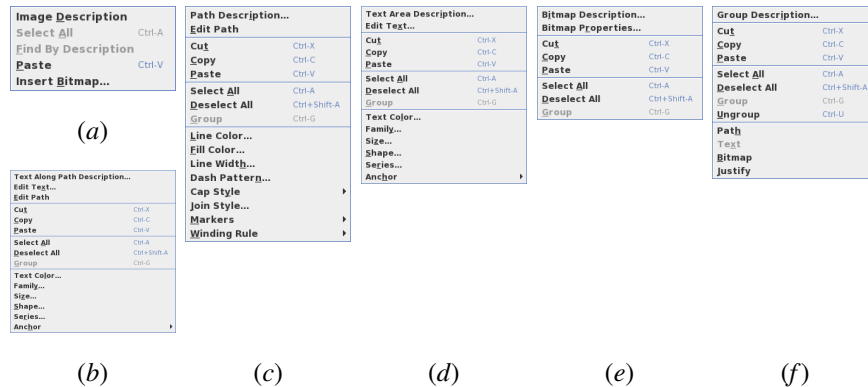 Image Description
Select All Ctrl-A
Find By Description
Paste Ctrl-V
Insert Bitmap...
(a)
Text Along Path Description...
Edit Text...
Edit Path
Cut Ctrl-X
Copy Ctrl-C
Paste Ctrl-V
Select All Ctrl-A
Deselect All Ctrl+Shift-A
Group Ctrl-G
Text Color...
Family...
Size...
Shape...
Series...
Anchor
(b)
Path Description...
Edit Path
Cut Ctrl-X
Copy Ctrl-C
Paste Ctrl-V
Select All Ctrl-A
Deselect All Ctrl+Shift-A
Group Ctrl-G
Line Color...
Fill Color...
Line Width...
Dash Pattern...
Cap Style
Join Style...
Markers
Winding Rule
(c)
Text Area Description...
Edit Text...
Cut Ctrl-X
Copy Ctrl-C
Paste Ctrl-V
Select All Ctrl-A
Deselect All Ctrl+Shift-A
Group Ctrl-G
Text Color...
Family...
Size...
Shape...
Series...
Anchor
(d)
Bitmap Description...
Bitmap Properties...
Cut Ctrl-X
Copy Ctrl-C
Paste Ctrl-V
Select All Ctrl-A
Deselect All Ctrl+Shift-A
Group Ctrl-G
(e)
Group Description...
Cut Ctrl-X
Copy Ctrl-C
Paste Ctrl-V
Select All Ctrl-A
Deselect All Ctrl+Shift-A
Group Ctrl-G
Ungroup Ctrl-U
Path
Text
Bitmap
Justify
(f)